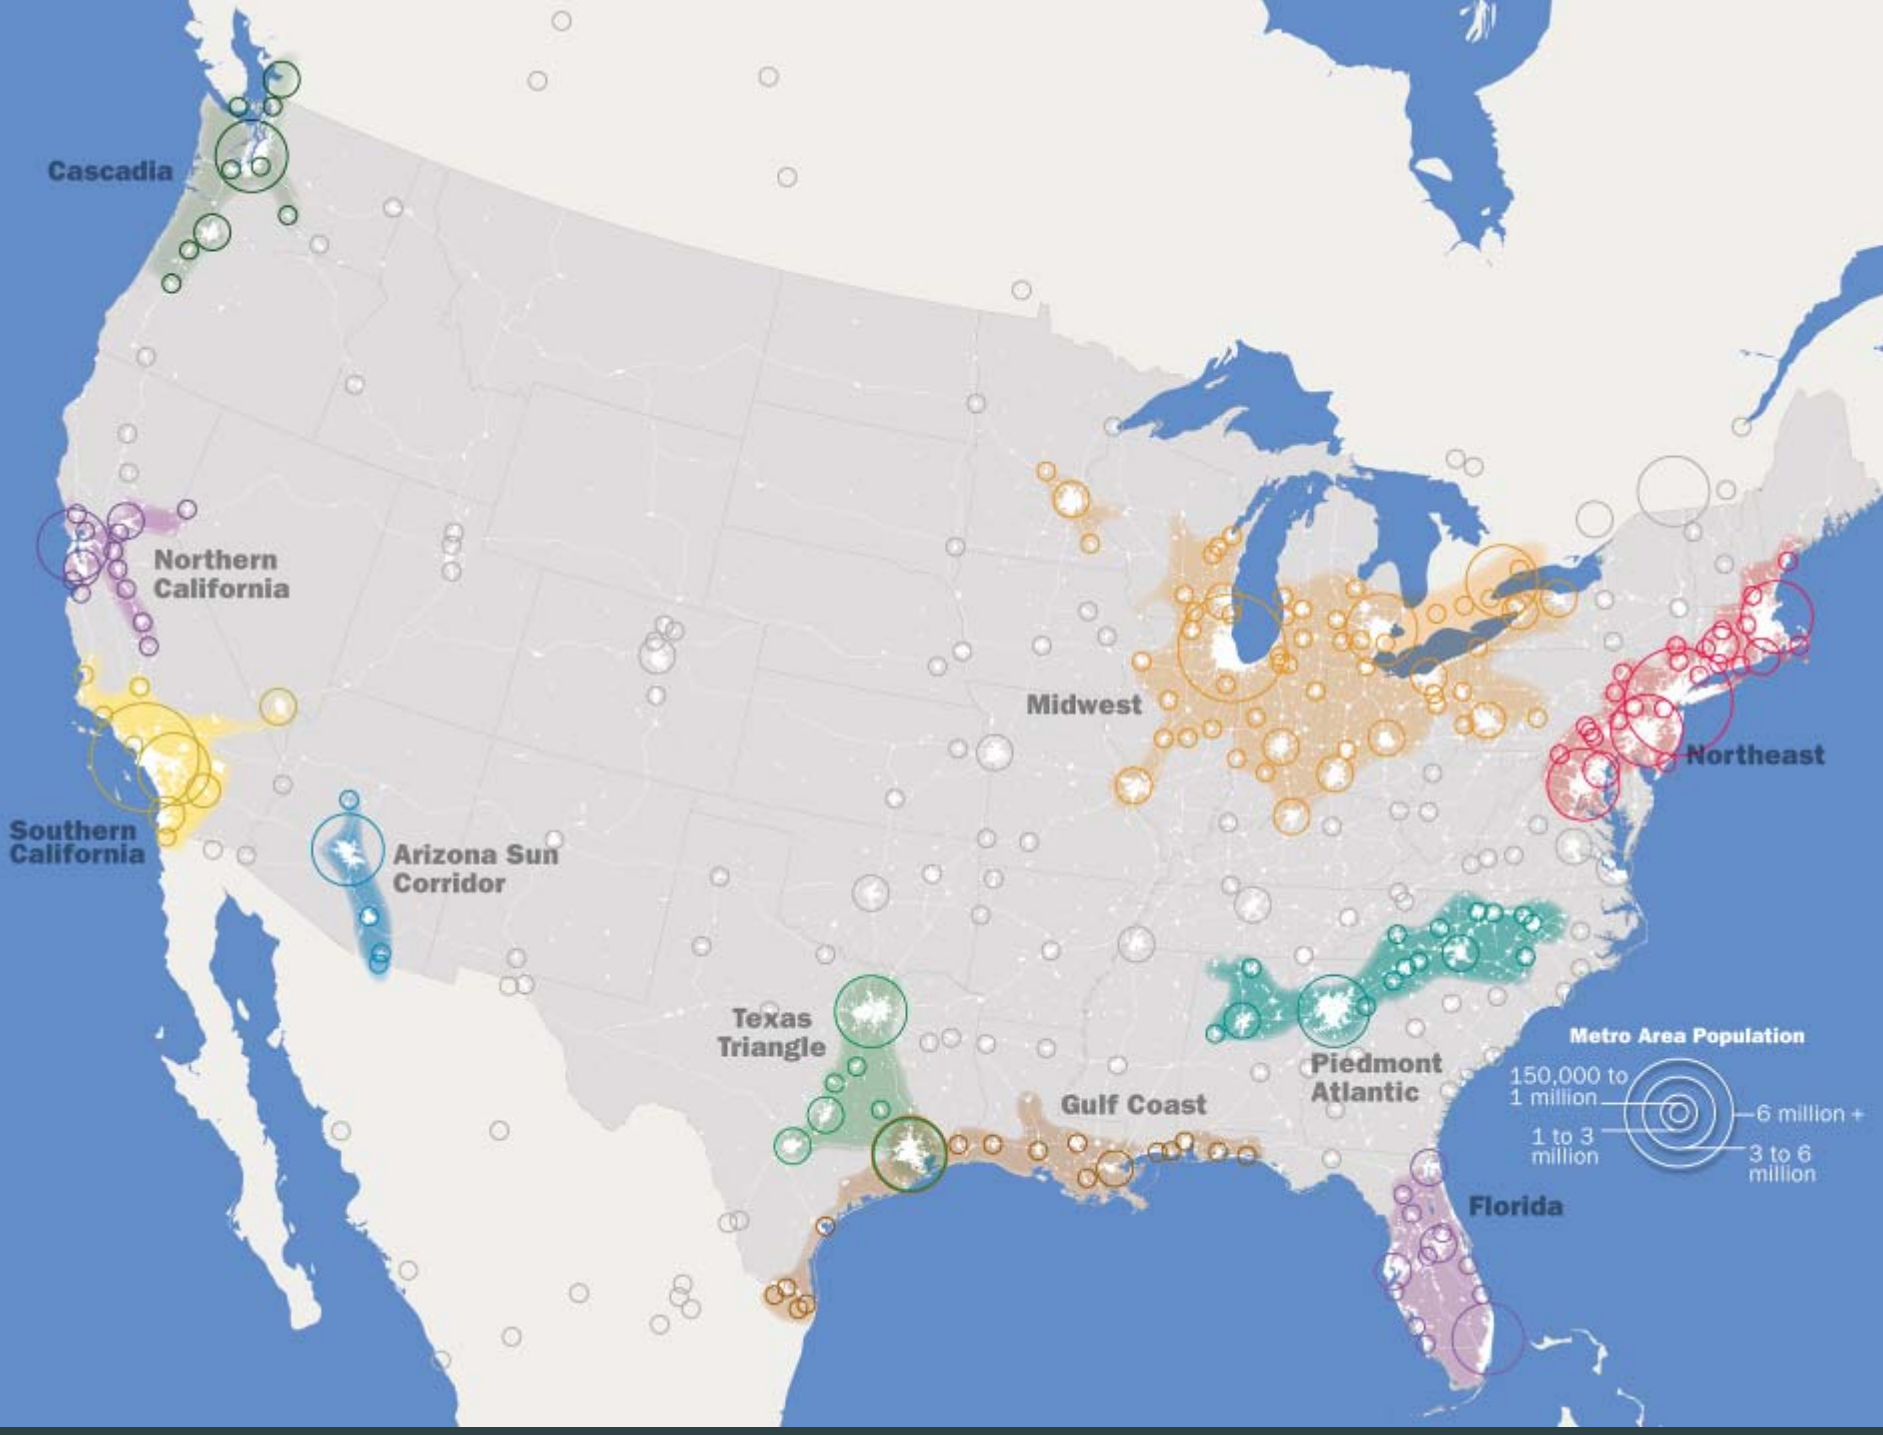 Cascadia
Northern
California
Midwest
Northeast
Southern
California
Arizona Sun
Corridor
Texas
Triangle
Gulf Coast
Piedmont
Atlantic
Florida
Metro Area Population
150,000 to
1 million
6 million +
1 to 3
million
3 to 6
million